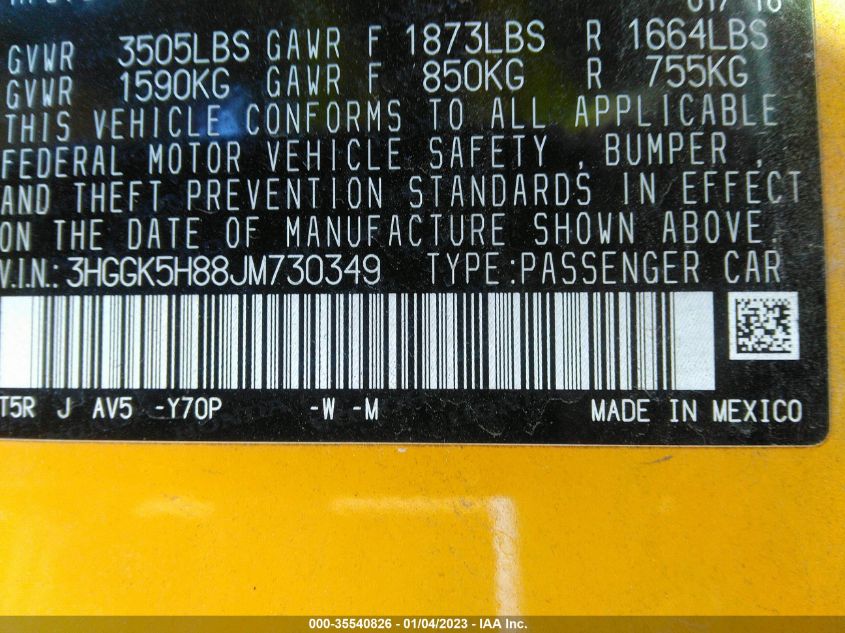 GVWR 3505LBS GAWR F 1873LBS R 1664LBS
GVWR 1590KG GAWR F 850KG R 755KG
THIS VEHICLE CONFORMS TO ALL APPLICABLE
FEDERAL MOTOR VEHICLE SAFETY , BUMPER ,
AND THEFT PREVENTION STANDARDS IN EFFECT
ON THE DATE OF MANUFACTURE SHOWN ABOVE.
V.I.N.: 3HGGK5H88JM730349 TYPE:PASSENGER CAR
T5R J AV5 -Y70P -W -M MADE IN MEXICO
000-35540826 - 01/04/2023 - IAA Inc.